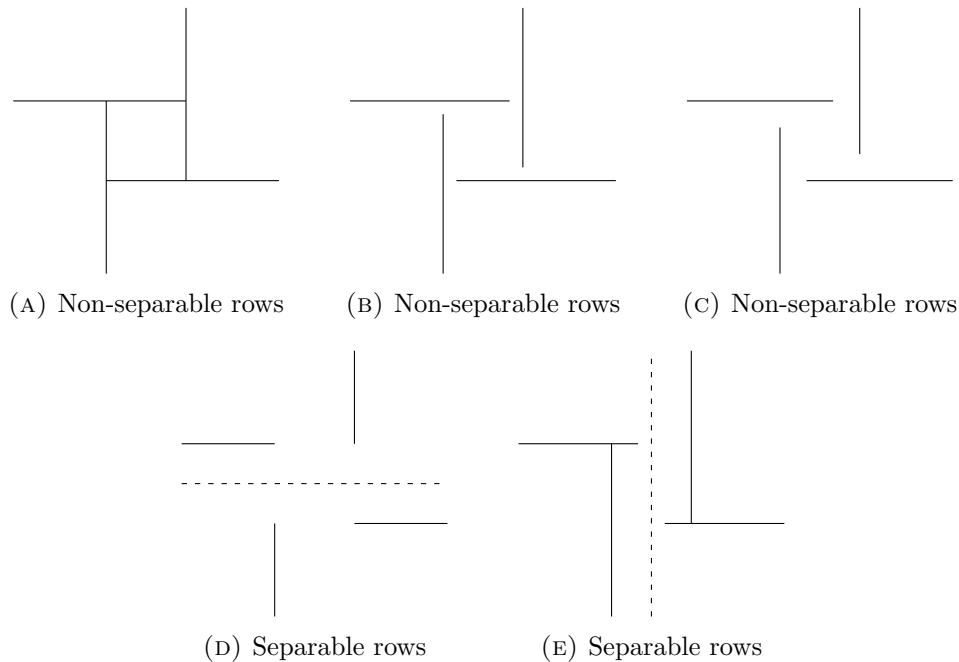 (A) Non-separable rows
(B) Non-separable rows
(C) Non-separable rows
(D) Separable rows
(E) Separable rows